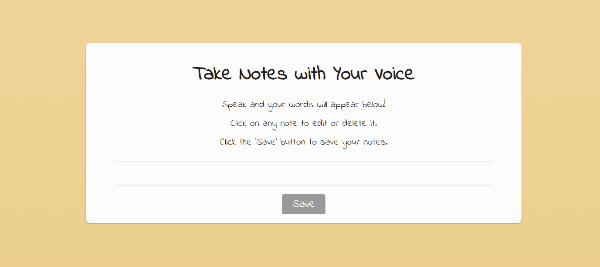 Take Notes with Your Voice
Speak and your words will appear below!
Click on any note to edit or delete it.
Click the 'Save' button to save your notes.
Save